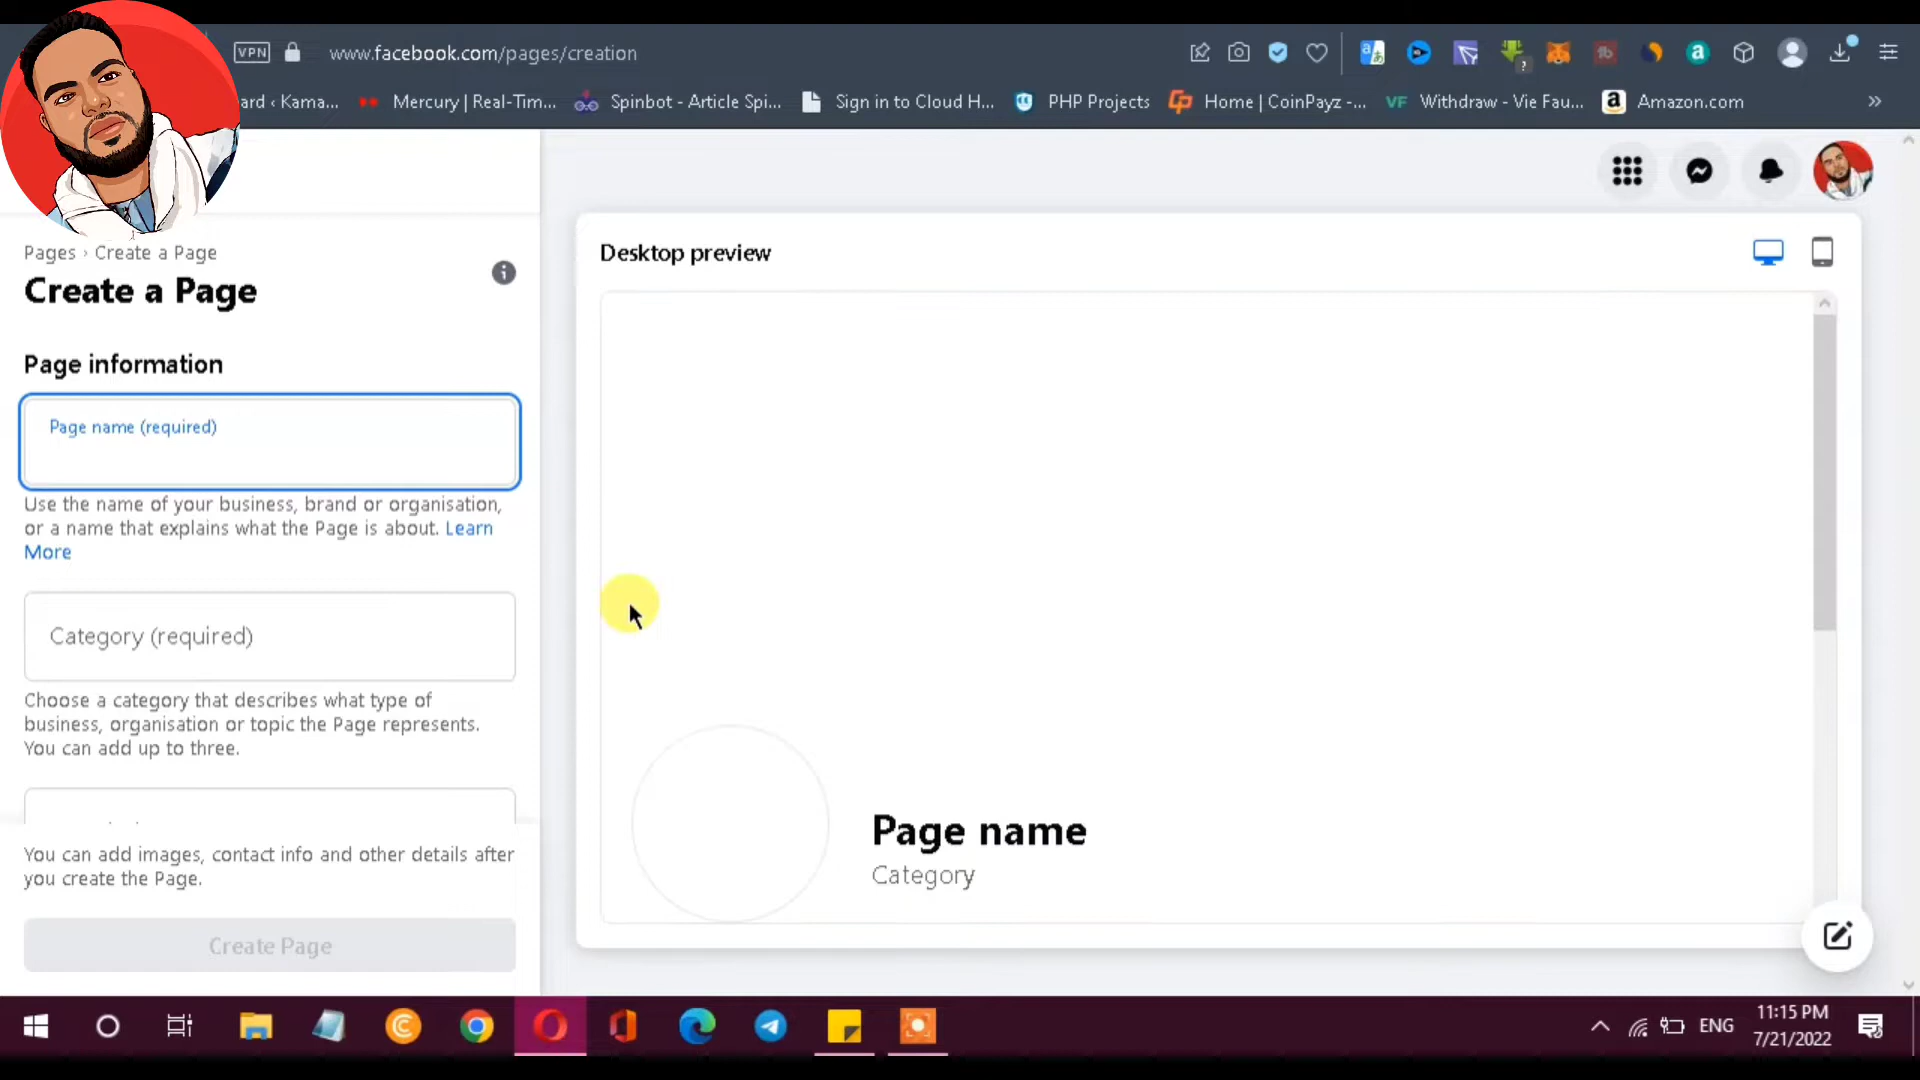 VPN
www.facebook.com/pages/creation
ard ‹ Kama...
Mercury | Real-Tim...
Spinbot - Article Spi...
Sign in to Cloud H...
PHP Projects
Home | CoinPayz -...
VF
Withdraw - Vie Fau...
a
Amazon.com
»
Pages › Create a Page
Create a Page
Page information
Page name (required)
Use the name of your business, brand or organisation,
or a name that explains what the Page is about. Learn
More
Category (required)
Choose a category that describes what type of
business, organisation or topic the Page represents.
You can add up to three.
You can add images, contact info and other details after
you create the Page.
Create Page
Desktop preview
Page name
Category
ENG
11:15 PM
7/21/2022